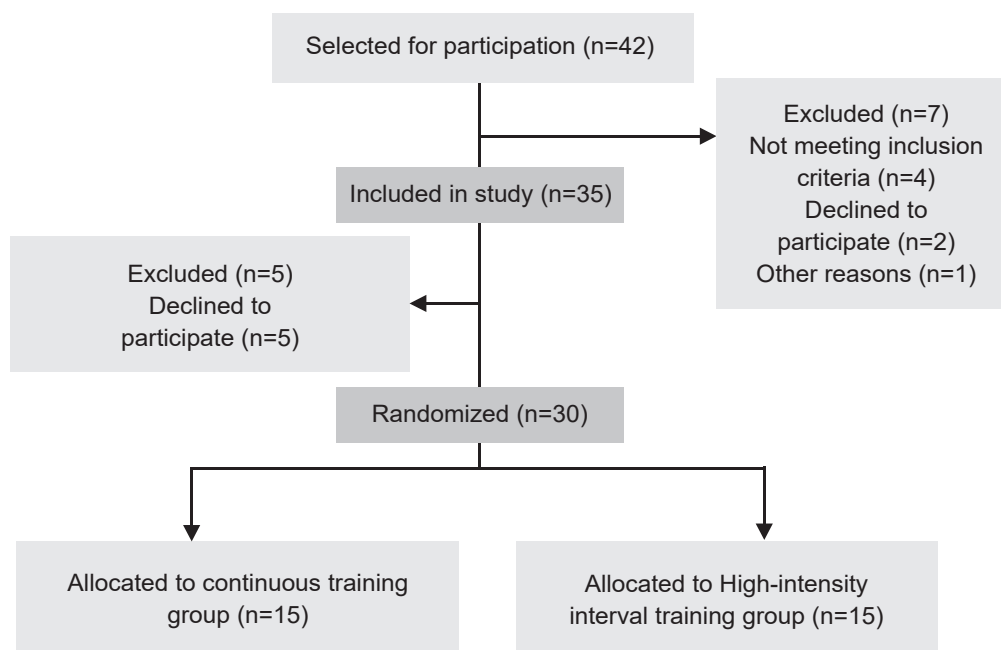 Selected for participation (n=42)
Excluded (n=7)
Not meeting inclusion
criteria (n=4)
Declined to
participate (n=2)
Other reasons (n=1)
Included in study (n=35)
Excluded (n=5)
Declined to
participate (n=5)
Randomized (n=30)
Allocated to continuous training
group (n=15)
Allocated to High-intensity
interval training group (n=15)